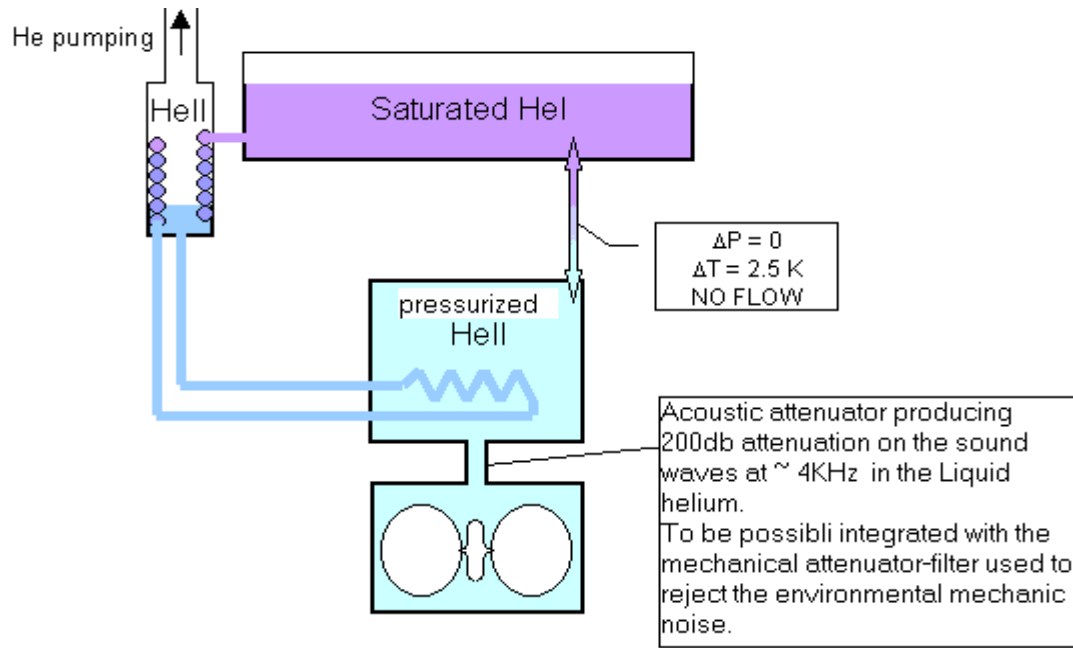 He pumping
HeII
Saturated HeI
ΔP = 0
ΔT = 2.5 K
NO FLOW
pressurized
HeII
Acoustic attenuator producing
200db attenuation on the sound
waves at ~ 4KHz in the Liquid
helium.
To be possibli integrated with the
mechanical attenuator-filter used to
reject the environmental mechanic
noise.